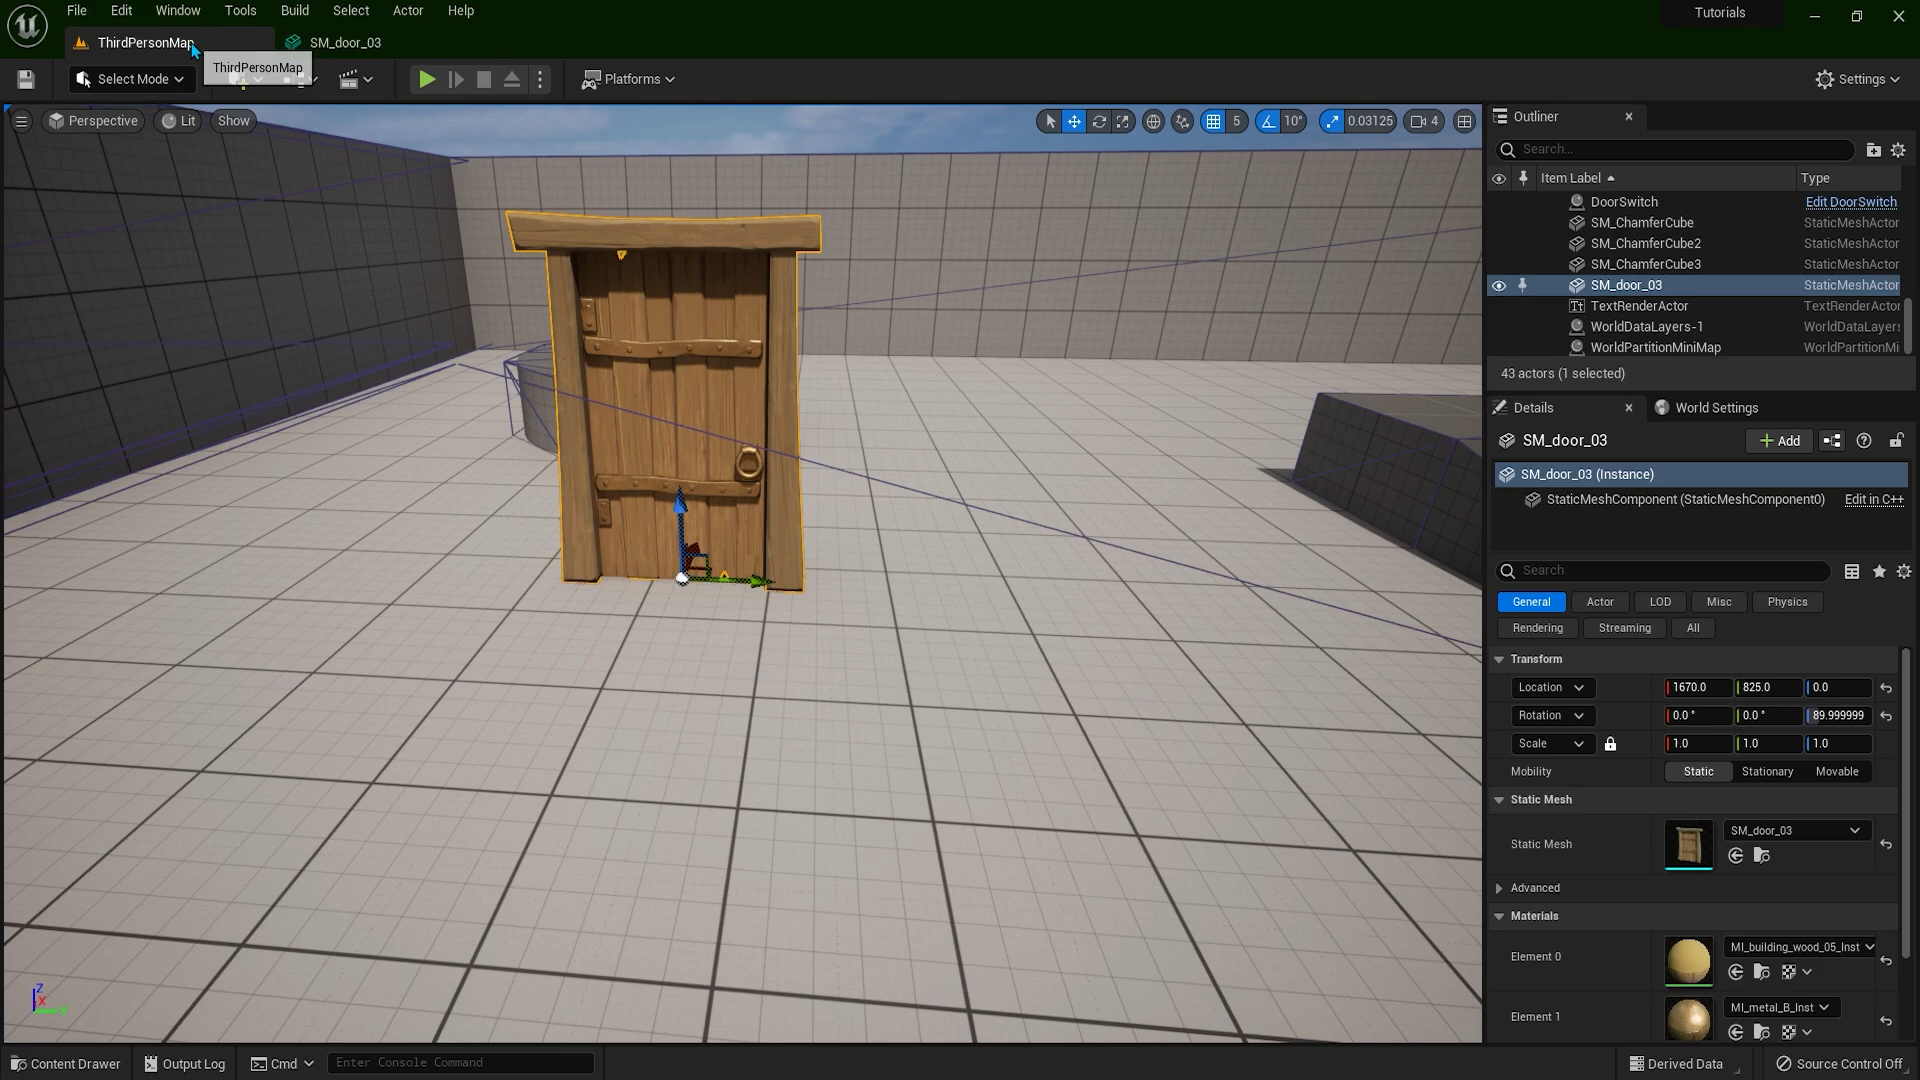 File Edit Window Tools Build Select Actor Help
Tutorials
ThirdPersonMap SM_door_03
ThirdPersonMap
Select Mode
Platforms
Settings
Perspective Lit Show
5 10° 0.03125 4
Outliner
Search...
Item Label Type
DoorSwitch Edit DoorSwitch
SM_ChamferCube StaticMeshActor
SM_ChamferCube2 StaticMeshActor
SM_ChamferCube3 StaticMeshActor
SM_door_03 StaticMeshActor
TextRenderActor TextRenderActor
WorldDataLayers-1 WorldDataLayers
WorldPartitionMiniMap WorldPartitionMi
43 actors (1 selected)
Details World Settings
SM_door_03 Add
SM_door_03 (Instance)
StaticMeshComponent (StaticMeshComponent0) Edit in C++
Search
General Actor LOD Misc Physics
Rendering Streaming All
Transform
Location 1670.0 825.0 0.0
Rotation 0.0 ° 0.0 ° 89.999999
Scale 1.0 1.0 1.0
Mobility Static Stationary Movable
Static Mesh
SM_door_03
Static Mesh
Advanced
Materials
MI_building_wood_05_Inst
Element 0
MI_metal_B_Inst
Element 1
Z
X
Y
Content Drawer Output Log Cmd Enter Console Command Derived Data Source Control Off